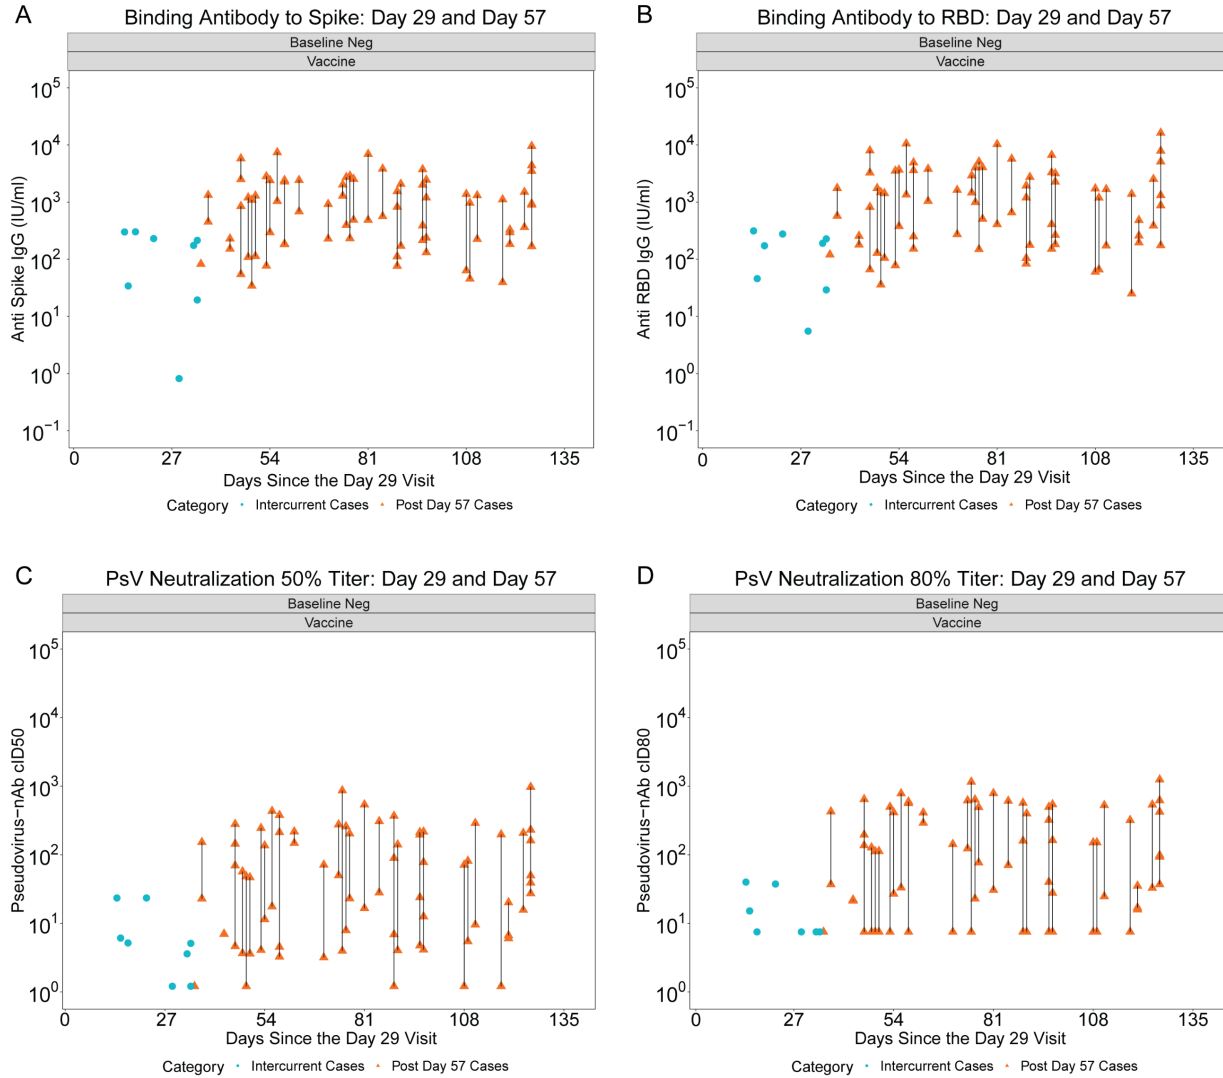 A
Binding Antibody to Spike: Day 29 and Day 57
Baseline Neg
Vaccine
Anti Spike IgG (IU/ml)
10^5
10^4
10^3
10^2
10^1
10^0
10^−1
0 27 54 81 108 135
Days Since the Day 29 Visit
Category Intercurrent Cases Post Day 57 Cases
B
Binding Antibody to RBD: Day 29 and Day 57
Baseline Neg
Vaccine
Anti RBD IgG (IU/ml)
10^5
10^4
10^3
10^2
10^1
10^0
10^−1
0 27 54 81 108 135
Days Since the Day 29 Visit
Category Intercurrent Cases Post Day 57 Cases
C
PsV Neutralization 50% Titer: Day 29 and Day 57
Baseline Neg
Vaccine
Pseudovirus−nAb cID50
10^5
10^4
10^3
10^2
10^1
10^0
0 27 54 81 108 135
Days Since the Day 29 Visit
Category Intercurrent Cases Post Day 57 Cases
D
PsV Neutralization 80% Titer: Day 29 and Day 57
Baseline Neg
Vaccine
Pseudovirus−nAb cID80
10^5
10^4
10^3
10^2
10^1
10^0
0 27 54 81 108 135
Days Since the Day 29 Visit
Category Intercurrent Cases Post Day 57 Cases